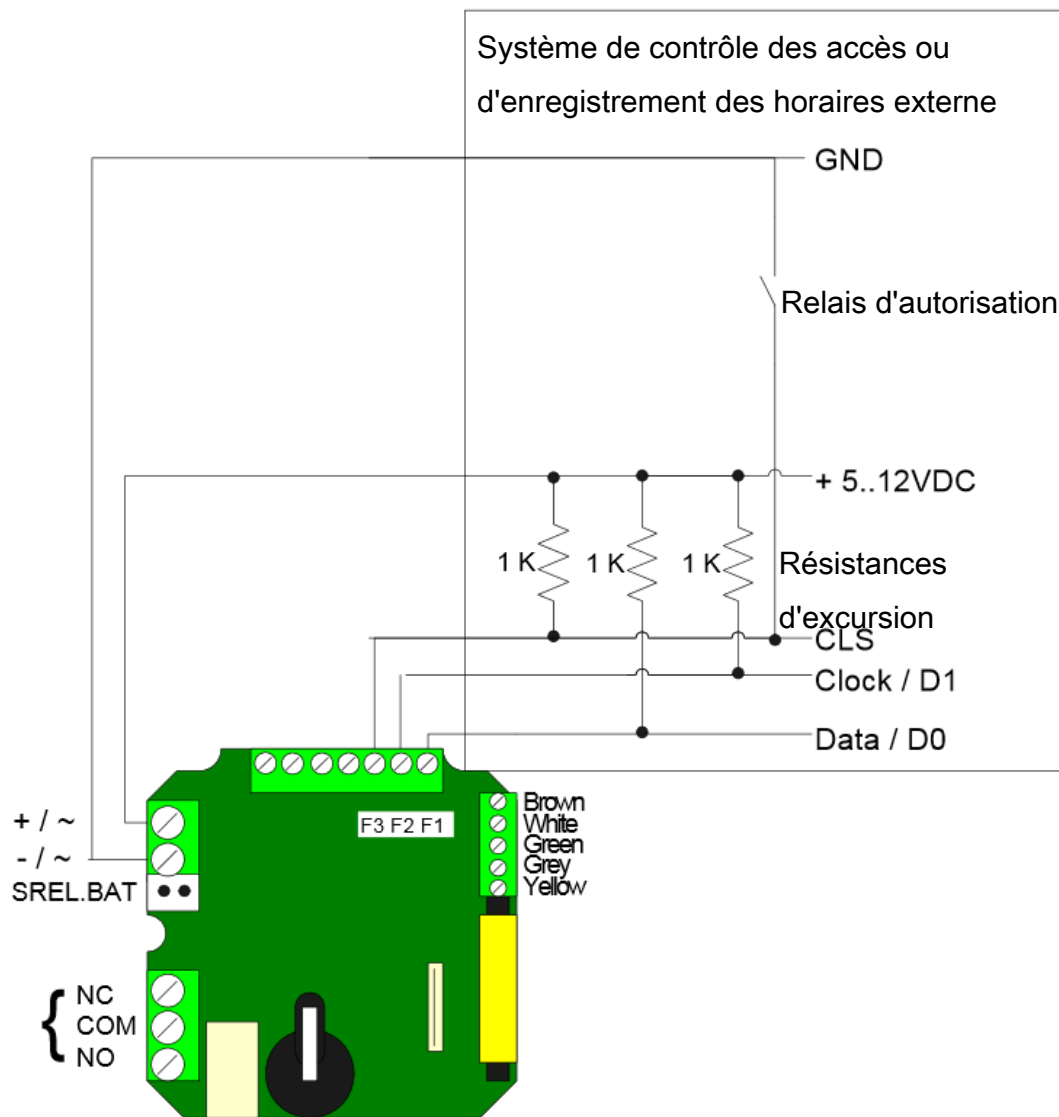 Système de contrôle des accès ou
d'enregistrement des horaires externe
GND
Relais d'autorisation
+ 5..12VDC
1 K
1 K
1 K
Résistances
d'excursion
CLS
Clock / D1
Data / D0
F3 F2 F1
Brown
White
Green
Grey
Yellow
+ / ~
- / ~
SREL.BAT
{ NC
COM
NO